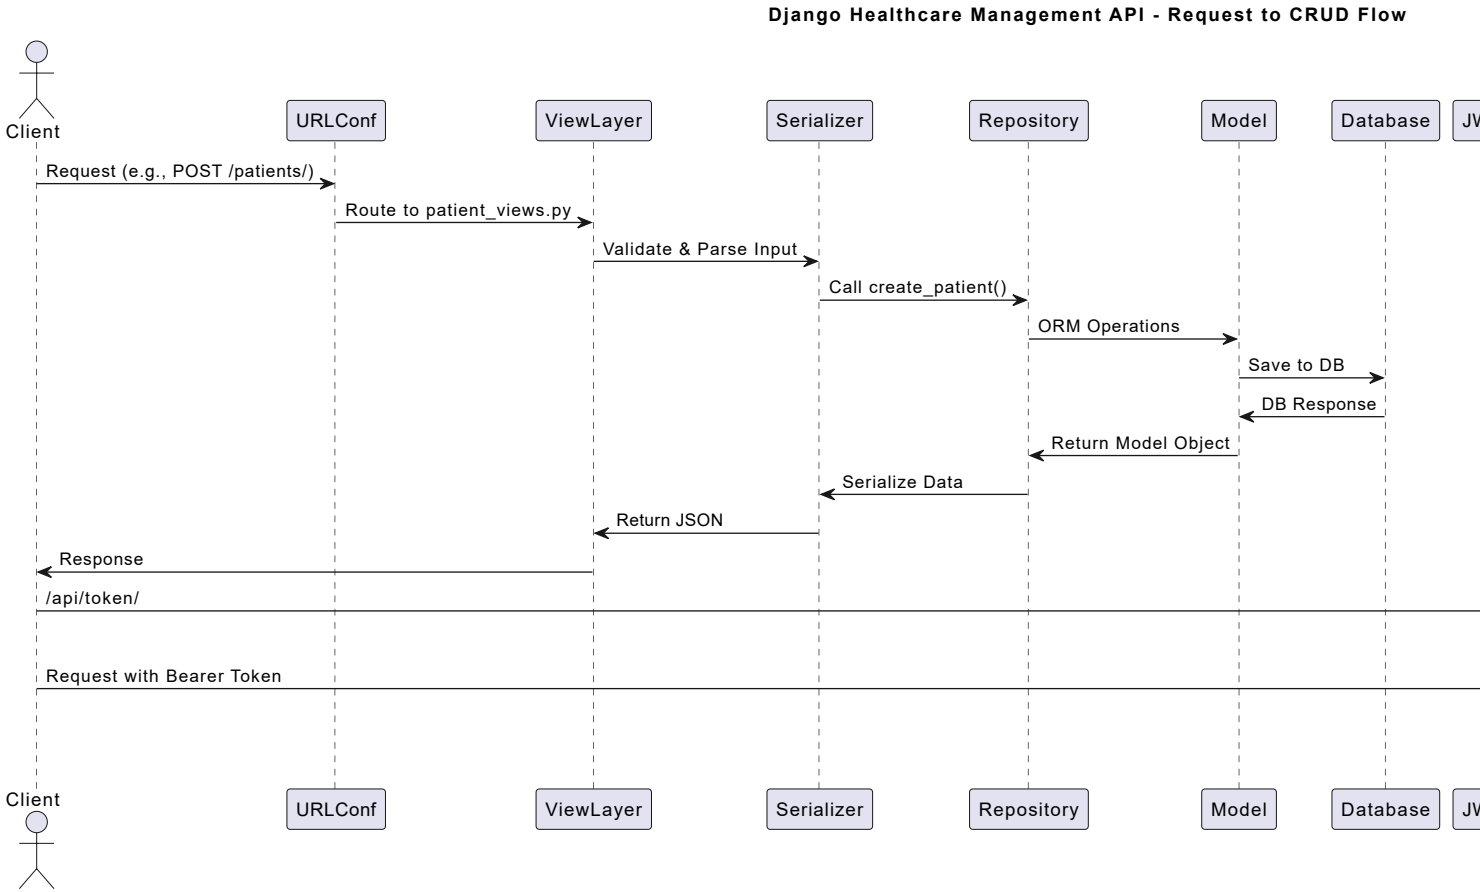 Django Healthcare Management API - Request to CRUD Flow
Client
URLConf
ViewLayer
Serializer
Repository
Model
Database
Request (e.g., POST /patients/)
Route to patient_views.py
Validate & Parse Input
Call create_patient()
ORM Operations
Save to DB
DB Response
Return Model Object
Serialize Data
Return JSON
Response
/api/token/
Request with Bearer Token
Client
URLConf
ViewLayer
Serializer
Repository
Model
Database